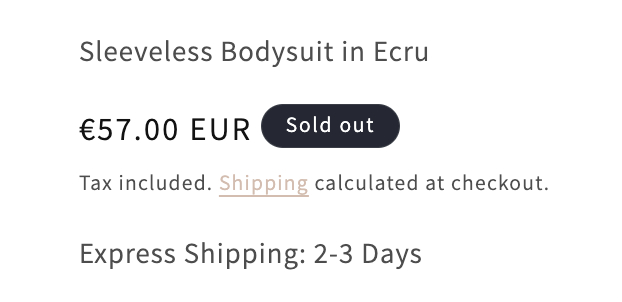 Sleeveless Bodysuit in Ecru
€57.00 EUR Sold out
Tax included. Shipping calculated at checkout.
Express Shipping: 2-3 Days